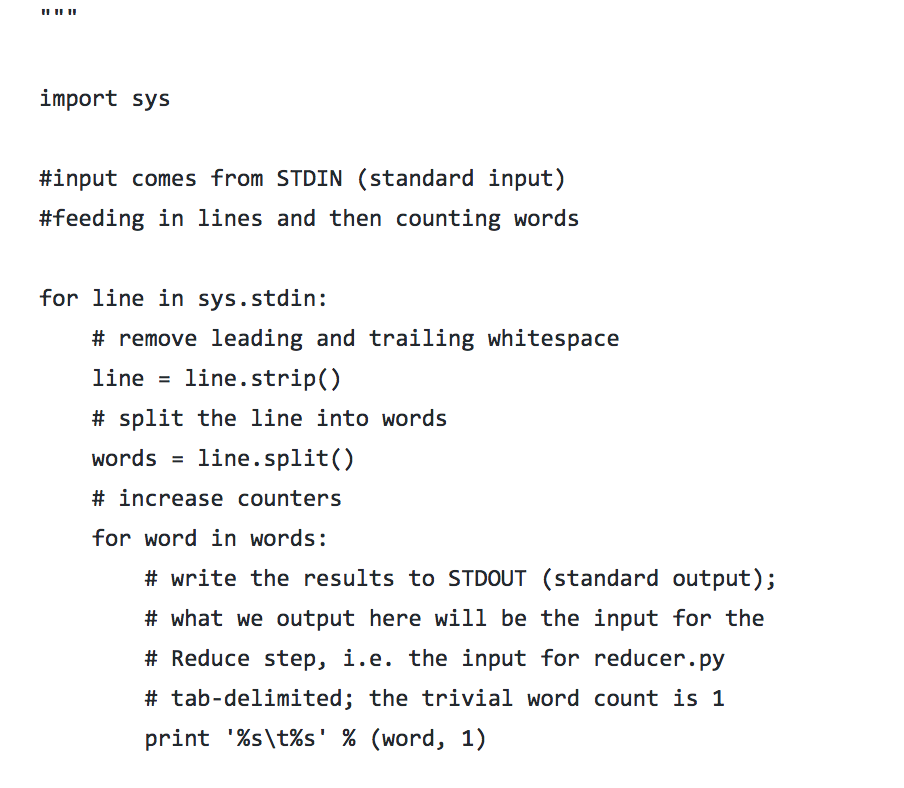 """
import sys
#input comes from STDIN (standard input)
#feeding in lines and then counting words
for line in sys.stdin:
    # remove leading and trailing whitespace
    line = line.strip()
    # split the line into words
    words = line.split()
    # increase counters
    for word in words:
        # write the results to STDOUT (standard output);
        # what we output here will be the input for the
        # Reduce step, i.e. the input for reducer.py
        # tab-delimited; the trivial word count is 1
        print '%s\t%s' % (word, 1)